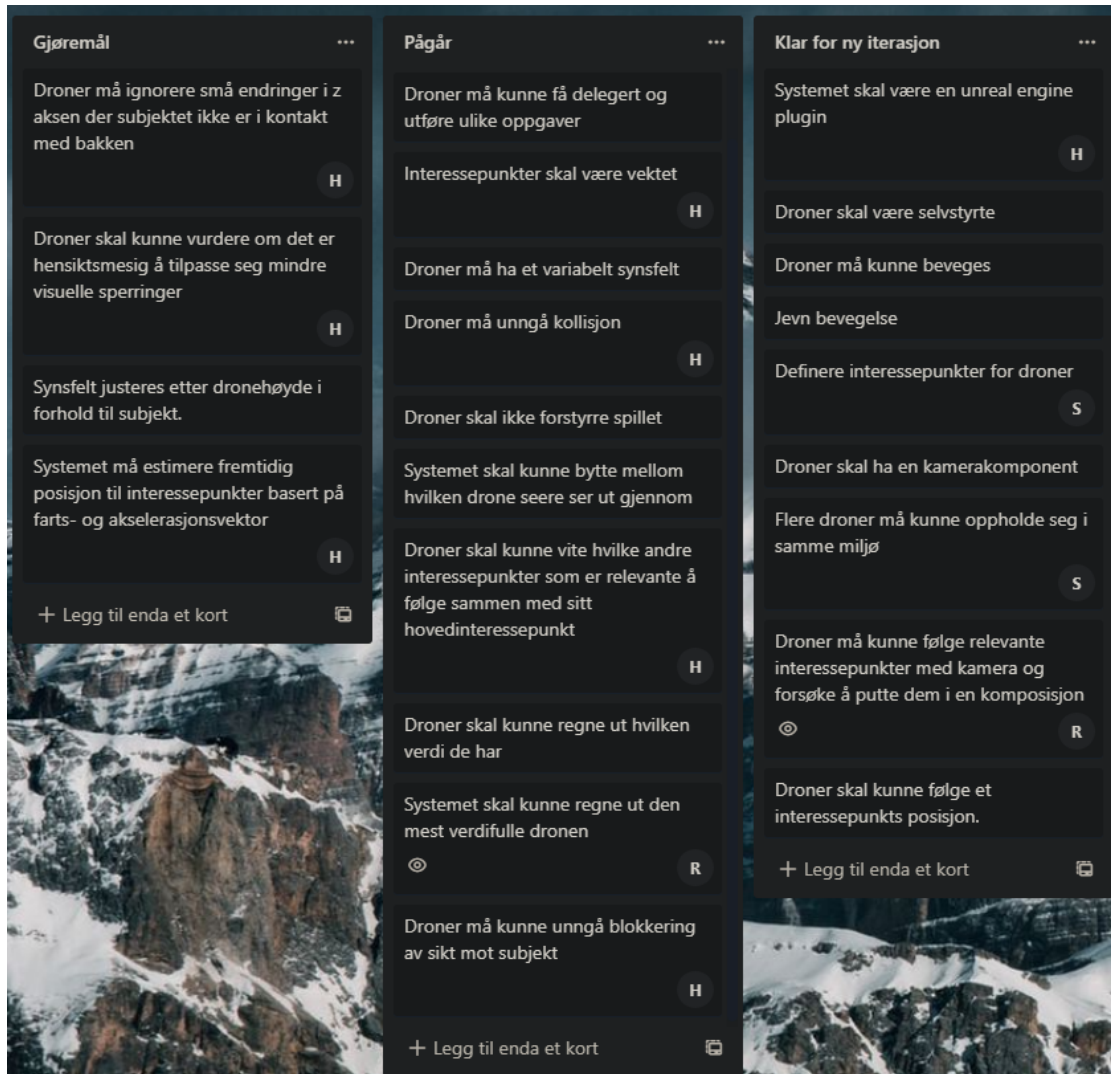 Gjøremål
Droner må ignorere små endringer i z
aksen der subjektet ikke er i kontakt
med bakken
H
Droner skal kunne vurdere om det er
hensiktsmesig å tilpasse seg mindre
visuelle sperringer
H
Synsfelt justeres etter dronehøyde i
forhold til subjekt.
Systemet må estimere fremtidig
posisjon til interessepunkter basert på
farts- og akselerasjonsvektor
H
+ Legg til enda et kort
Pågår
Droner må kunne få delegert og
utføre ulike oppgaver
Interessepunkter skal være vektet
H
Droner må ha et variabelt synsfelt
Droner må unngå kollisjon
H
Droner skal ikke forstyrre spillet
Systemet skal kunne bytte mellom
hvilken drone seere ser ut gjennom
Droner skal kunne vite hvilke andre
interessepunkter som er relevante å
følge sammen med sitt
hovedinteressepunkt
H
Droner skal kunne regne ut hvilken
verdi de har
Systemet skal kunne regne ut den
mest verdifulle dronen
R
Droner må kunne unngå blokkering
av sikt mot subjekt
H
+ Legg til enda et kort
Klar for ny iterasjon
Systemet skal være en unreal engine
plugin
H
Droner skal være selvstyrte
Droner må kunne beveges
Jevn bevegelse
Definere interessepunkter for droner
S
Droner skal ha en kamerakomponent
Flere droner må kunne oppholde seg i
samme miljø
S
Droner må kunne følge relevante
interessepunkter med kamera og
forsøke å putte dem i en komposisjon
R
Droner skal kunne følge et
interessepunkts posisjon.
+ Legg til enda et kort